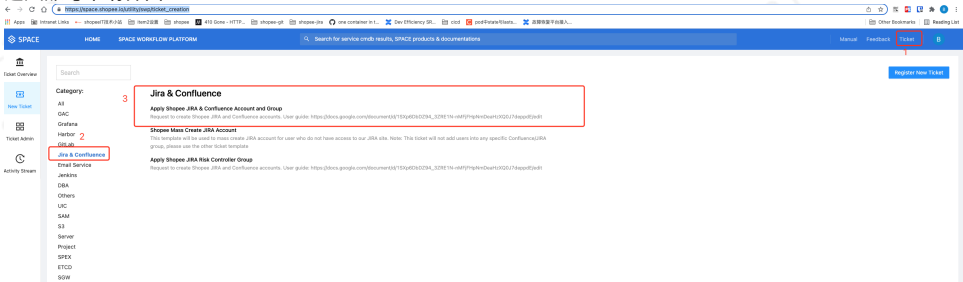 https://space.shopee.io/utility/swp/ticket_creation
Apps
Intranet Links
shopee
410 Gone - HTTP...
shopee-git
shopee-jira
one container in t...
Dev Efficiency SR...
cicd
Other Bookmarks
Reading List
SPACE
HOME
SPACE WORKFLOW PLATFORM
Search for service cmdb results, SPACE products & documentations
Manual
Feedback
Ticket
B
1
Ticket Overview
New Ticket
Ticket Admin
Activity Stream
Search
Register New Ticket
Category:
All
GAC
Grafana
Harbor
2
GitLab
Jira & Confluence
Email Service
Jenkins
DBA
Others
UIC
SAM
S3
Server
Project
SPEX
ETCD
SGW
3
Jira & Confluence
Apply Shopee JIRA & Confluence Account and Group
Request to create Shopee JIRA and Confluence accounts. User guide:
Shopee Mass Create JIRA Account
This template will be used to mass create JIRA account for user who do not have access to our JIRA site. Note: This ticket will not add users into any specific Confluence/JIRA
group, please use the other ticket template
Apply Shopee JIRA Risk Controller Group
Request to create Shopee JIRA and Confluence accounts. User guide: